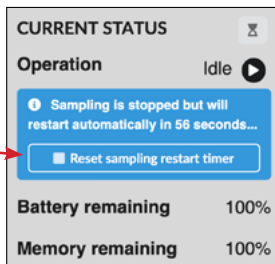 CURRENT STATUS
Operation Idle
Sampling is stopped but will
restart automatically in 56 seconds...
Reset sampling restart timer
Battery remaining 100%
Memory remaining 100%